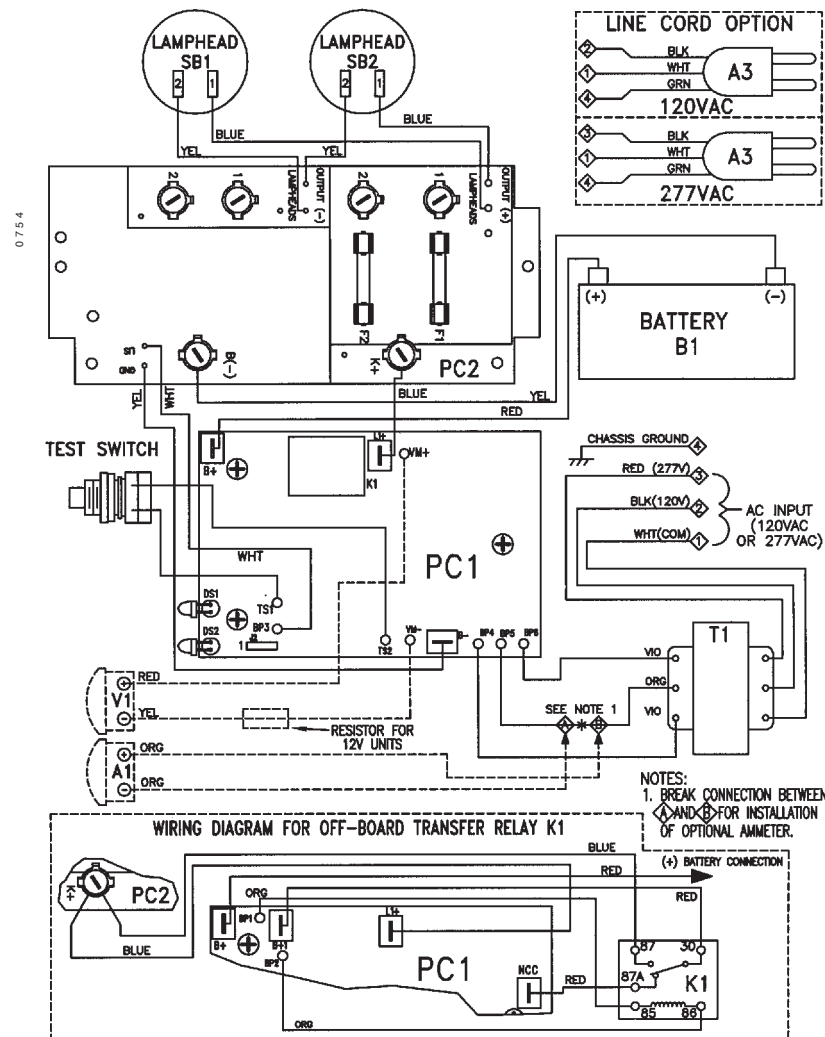 LAMPHEAD
SB1
2 1
LAMPHEAD
SB2
2 1
BLUE
BLUE
YEL
YEL
LINE CORD OPTION
2 BLK
1 WHT
4 GRN
A3
120VAC
3 BLK
1 WHT
4 GRN
A3
277VAC
0754
2
1
OUTPUT (-)
LAMPHEADS
2
1
OUTPUT (+)
LAMPHEADS
F2
F1
K+
PC2
B(-)
LVS
GND
YEL
WHT
BLUE
YEL
RED
(+)
(-)
BATTERY
B1
TEST SWITCH
B+
K1
L1+
VM+
PC1
WHT
DS1
DS2
TS1
BP3
J2
1
TS2
VM-
B-
BP4
BP5
BP6
CHASSIS GROUND 4
RED (277V) 3
BLK(120V) 2
WHT(COM) 1
AC INPUT
(120VAC
OR 277VAC)
T1
VIO
ORG
VIO
SEE NOTE 1
A * B
V1
+ RED
- YEL
RESISTOR FOR
12V UNITS
A1
+ ORG
- ORG
NOTES:
1. BREAK CONNECTION BETWEEN
A AND B FOR INSTALLATION
OF OPTIONAL AMMETER.
WIRING DIAGRAM FOR OFF-BOARD TRANSFER RELAY K1
BLUE
(+) BATTERY CONNECTION
RED
RED
K+
PC2
BLUE
ORG
B+
BP1
B+1
BP2
L1+
PC1
NCC
RED
ORG
87 30
87A
K1
85 86